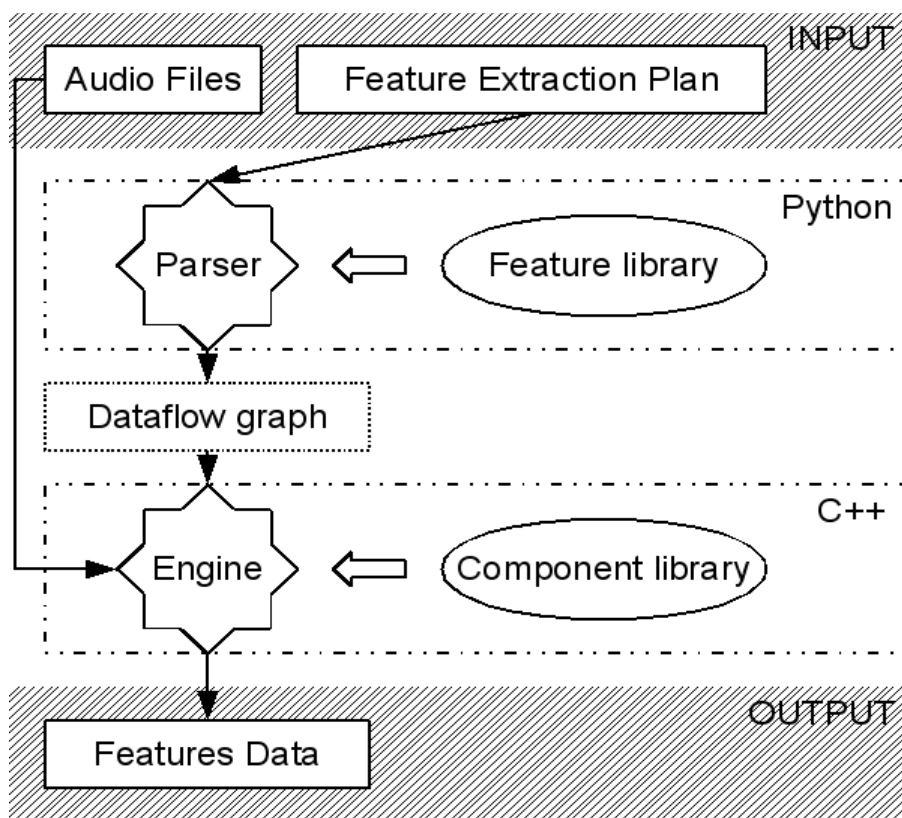 INPUT
Audio Files
Feature Extraction Plan
Python
Parser
Feature library
Dataflow graph
C++
Engine
Component library
OUTPUT
Features Data